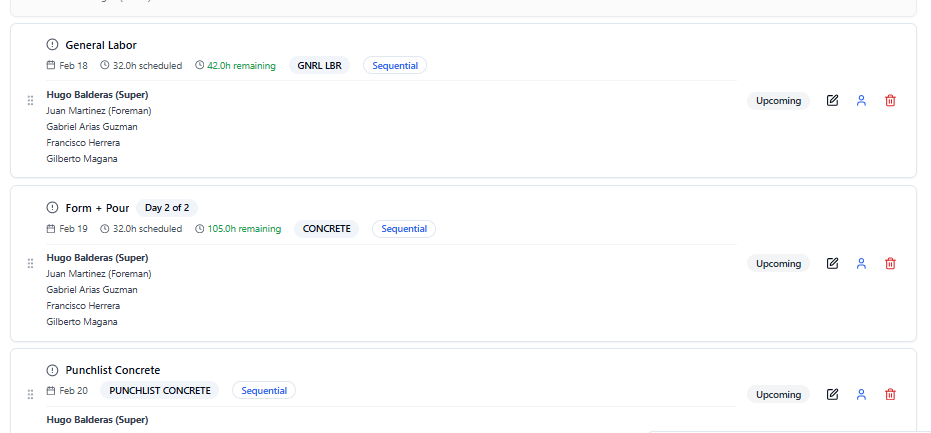 General Labor
Feb 18 32.0h scheduled 42.0h remaining GNRL LBR Sequential
Hugo Balderas (Super)
Juan Martinez (Foreman)
Gabriel Arias Guzman
Francisco Herrera
Gilberto Magana
Upcoming
Form + Pour Day 2 of 2
Feb 19 32.0h scheduled 105.0h remaining CONCRETE Sequential
Hugo Balderas (Super)
Juan Martinez (Foreman)
Gabriel Arias Guzman
Francisco Herrera
Gilberto Magana
Upcoming
Punchlist Concrete
Feb 20 PUNCHLIST CONCRETE Sequential
Upcoming
Hugo Balderas (Super)